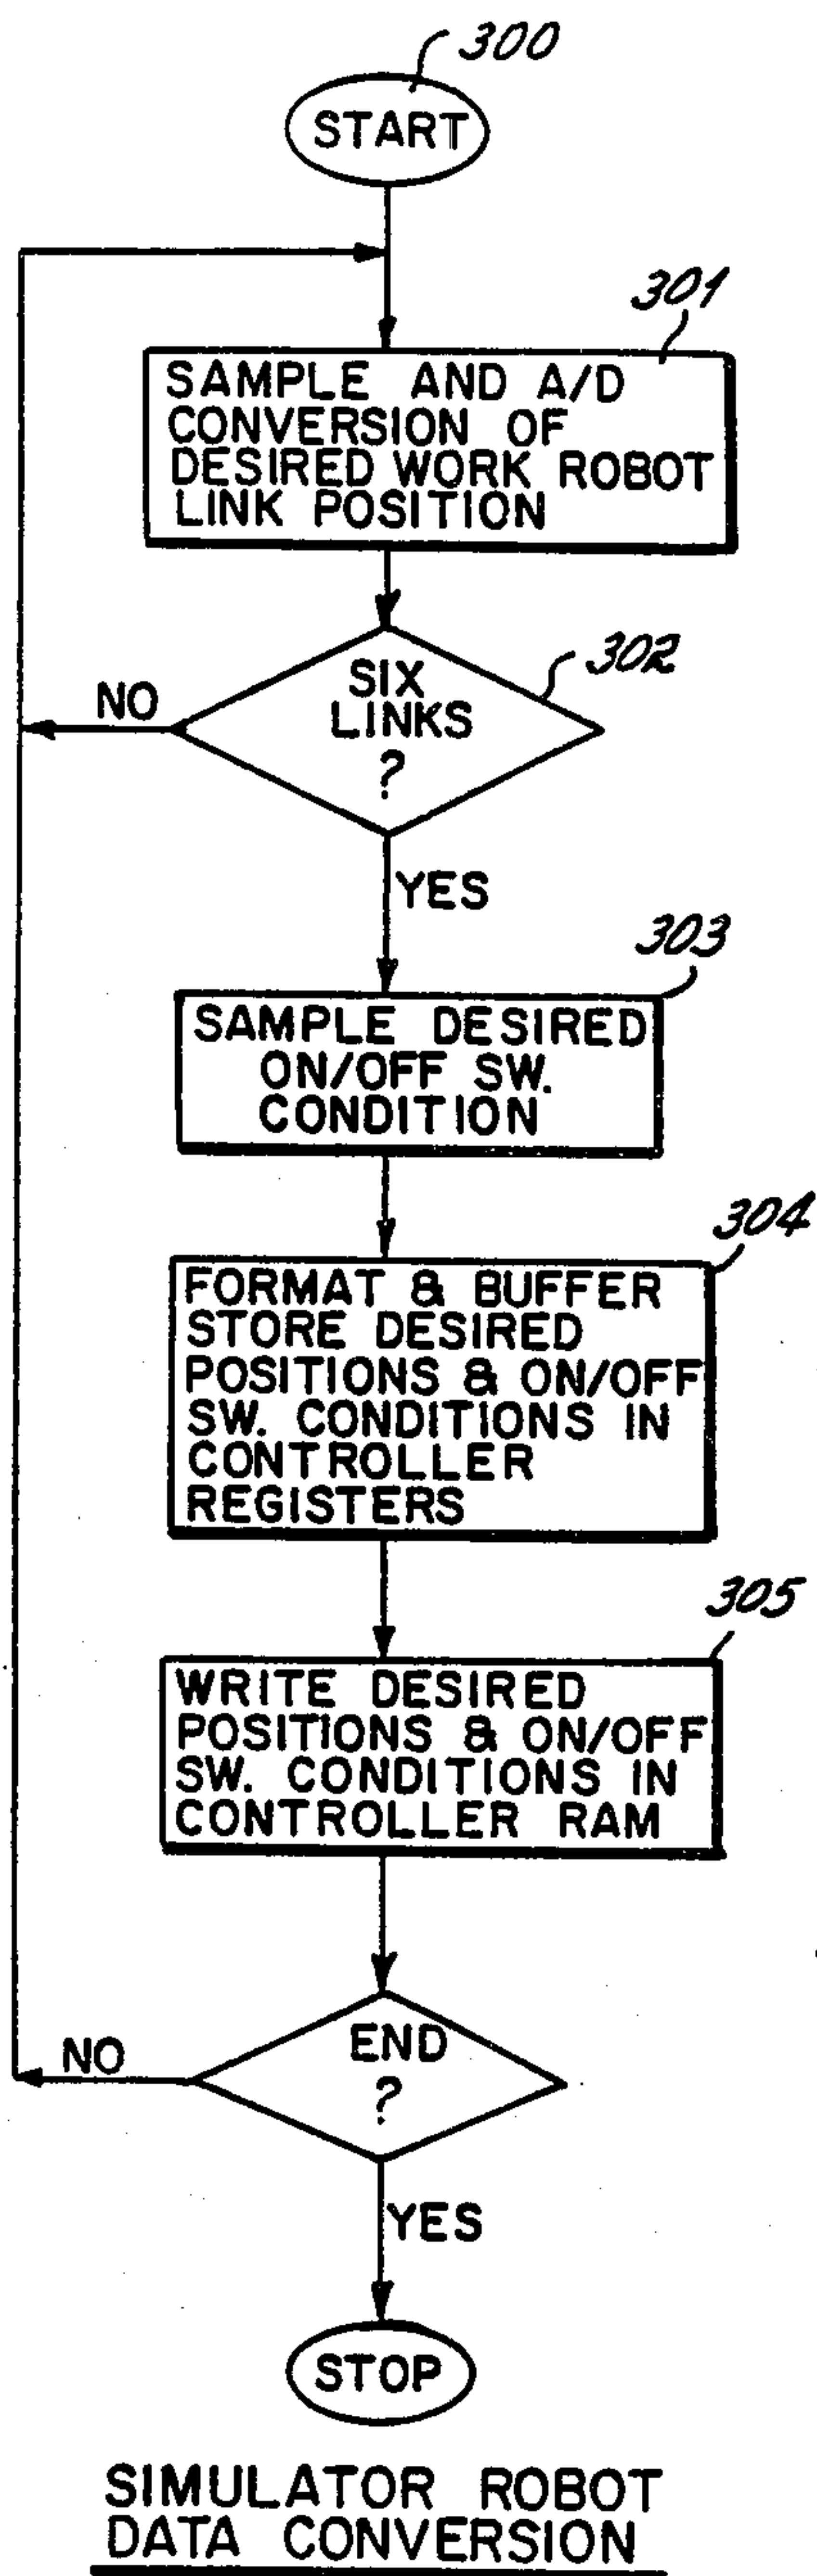 300
START
301
SAMPLE AND A/D
CONVERSION OF
DESIRED WORK ROBOT
LINK POSITION
302
SIX
LINKS
?
NO
YES
303
SAMPLE DESIRED
ON/OFF SW.
CONDITION
304
FORMAT & BUFFER
STORE DESIRED
POSITIONS & ON/OFF
SW. CONDITIONS IN
CONTROLLER
REGISTERS
305
WRITE DESIRED
POSITIONS & ON/OFF
SW. CONDITIONS IN
CONTROLLER RAM
END
?
NO
YES
STOP
SIMULATOR ROBOT
DATA CONVERSION